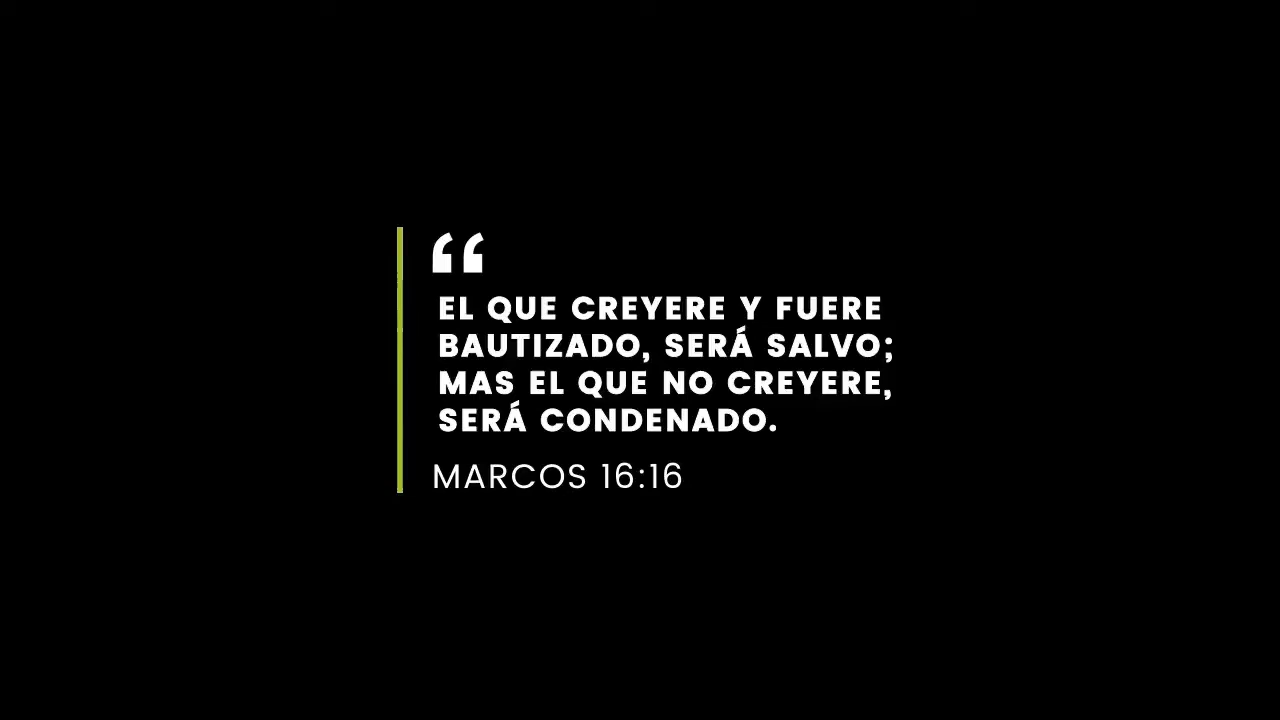 “
EL QUE CREYERE Y FUERE
BAUTIZADO, SERÁ SALVO;
MAS EL QUE NO CREYERE,
SERÁ CONDENADO.
MARCOS 16:16